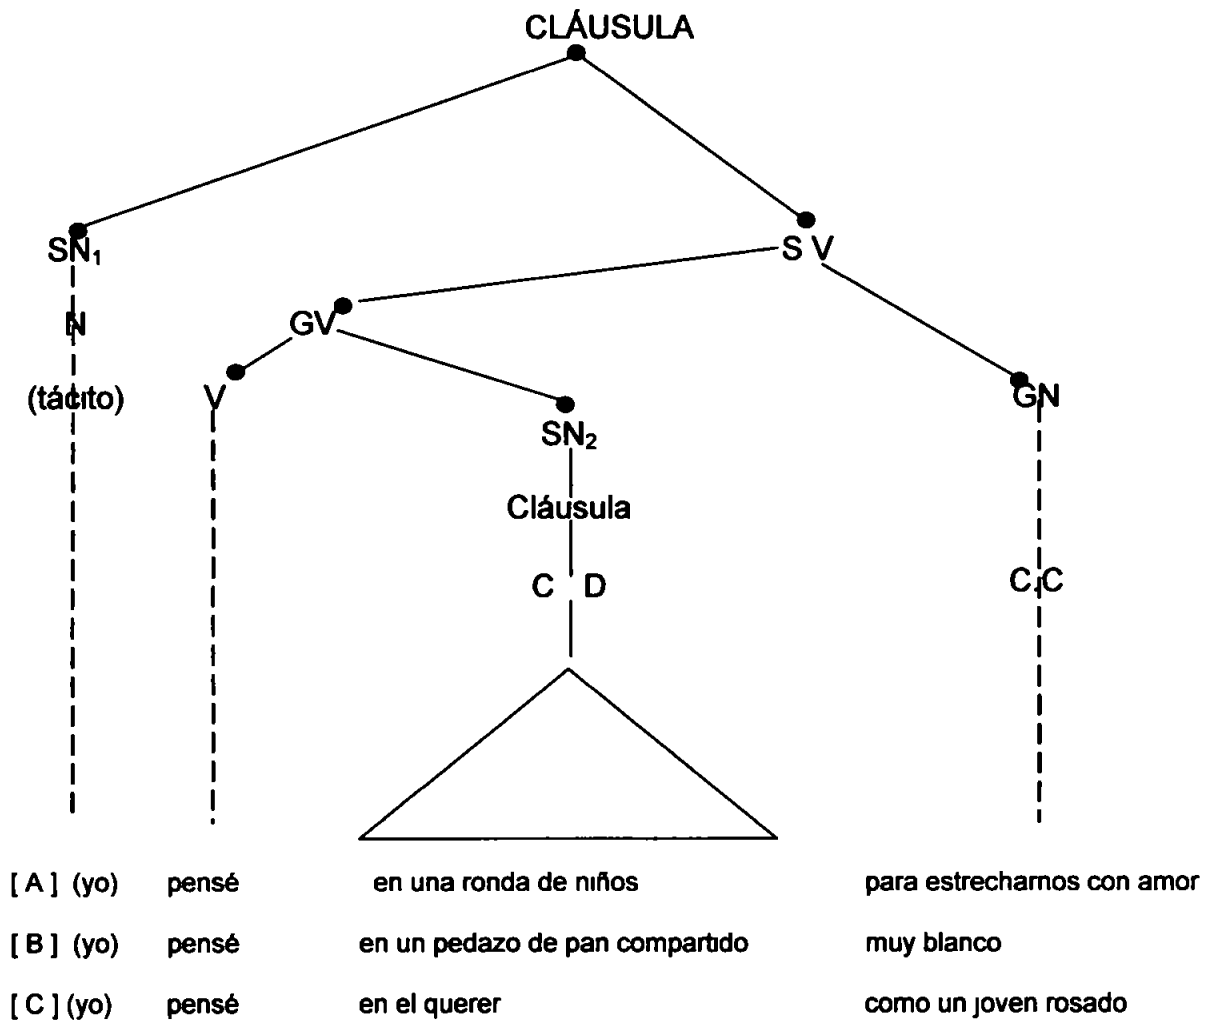 CLÁUSULA
SN₁
S V
N
GV
(tácito)
V
GN
SN₂
Cláusula
C D
C.C
[ A ] (yo) pensé en una ronda de niños para estrecharnos con amor
[ B ] (yo) pensé en un pedazo de pan compartido muy blanco
[ C ] (yo) pensé en el querer como un joven rosado